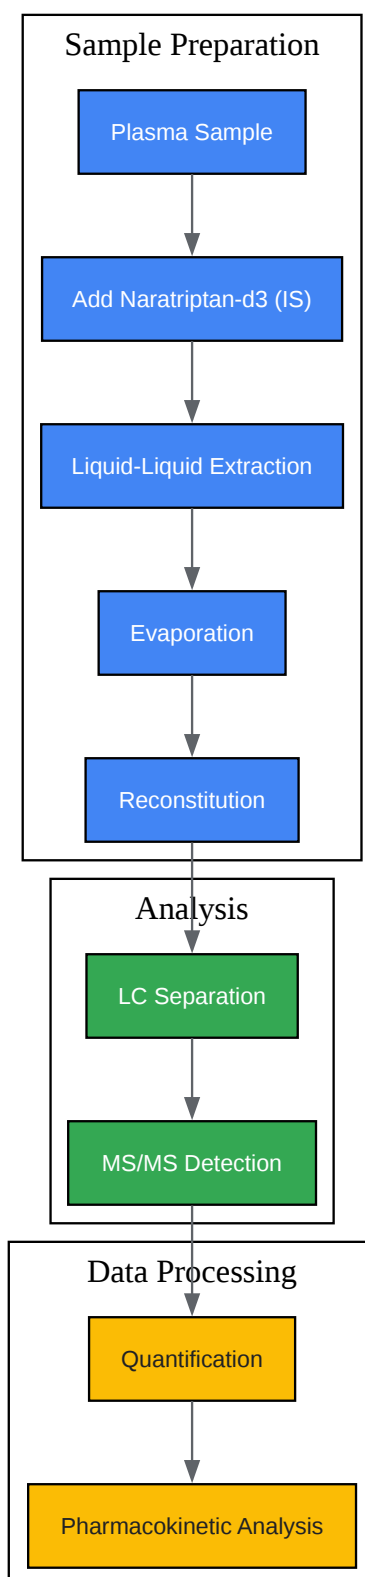 Sample Preparation
Plasma Sample
Add Naratriptan-d3 (IS)
Liquid-Liquid Extraction
Evaporation
Reconstitution
Analysis
LC Separation
MS/MS Detection
Data Processing
Quantification
Pharmacokinetic Analysis